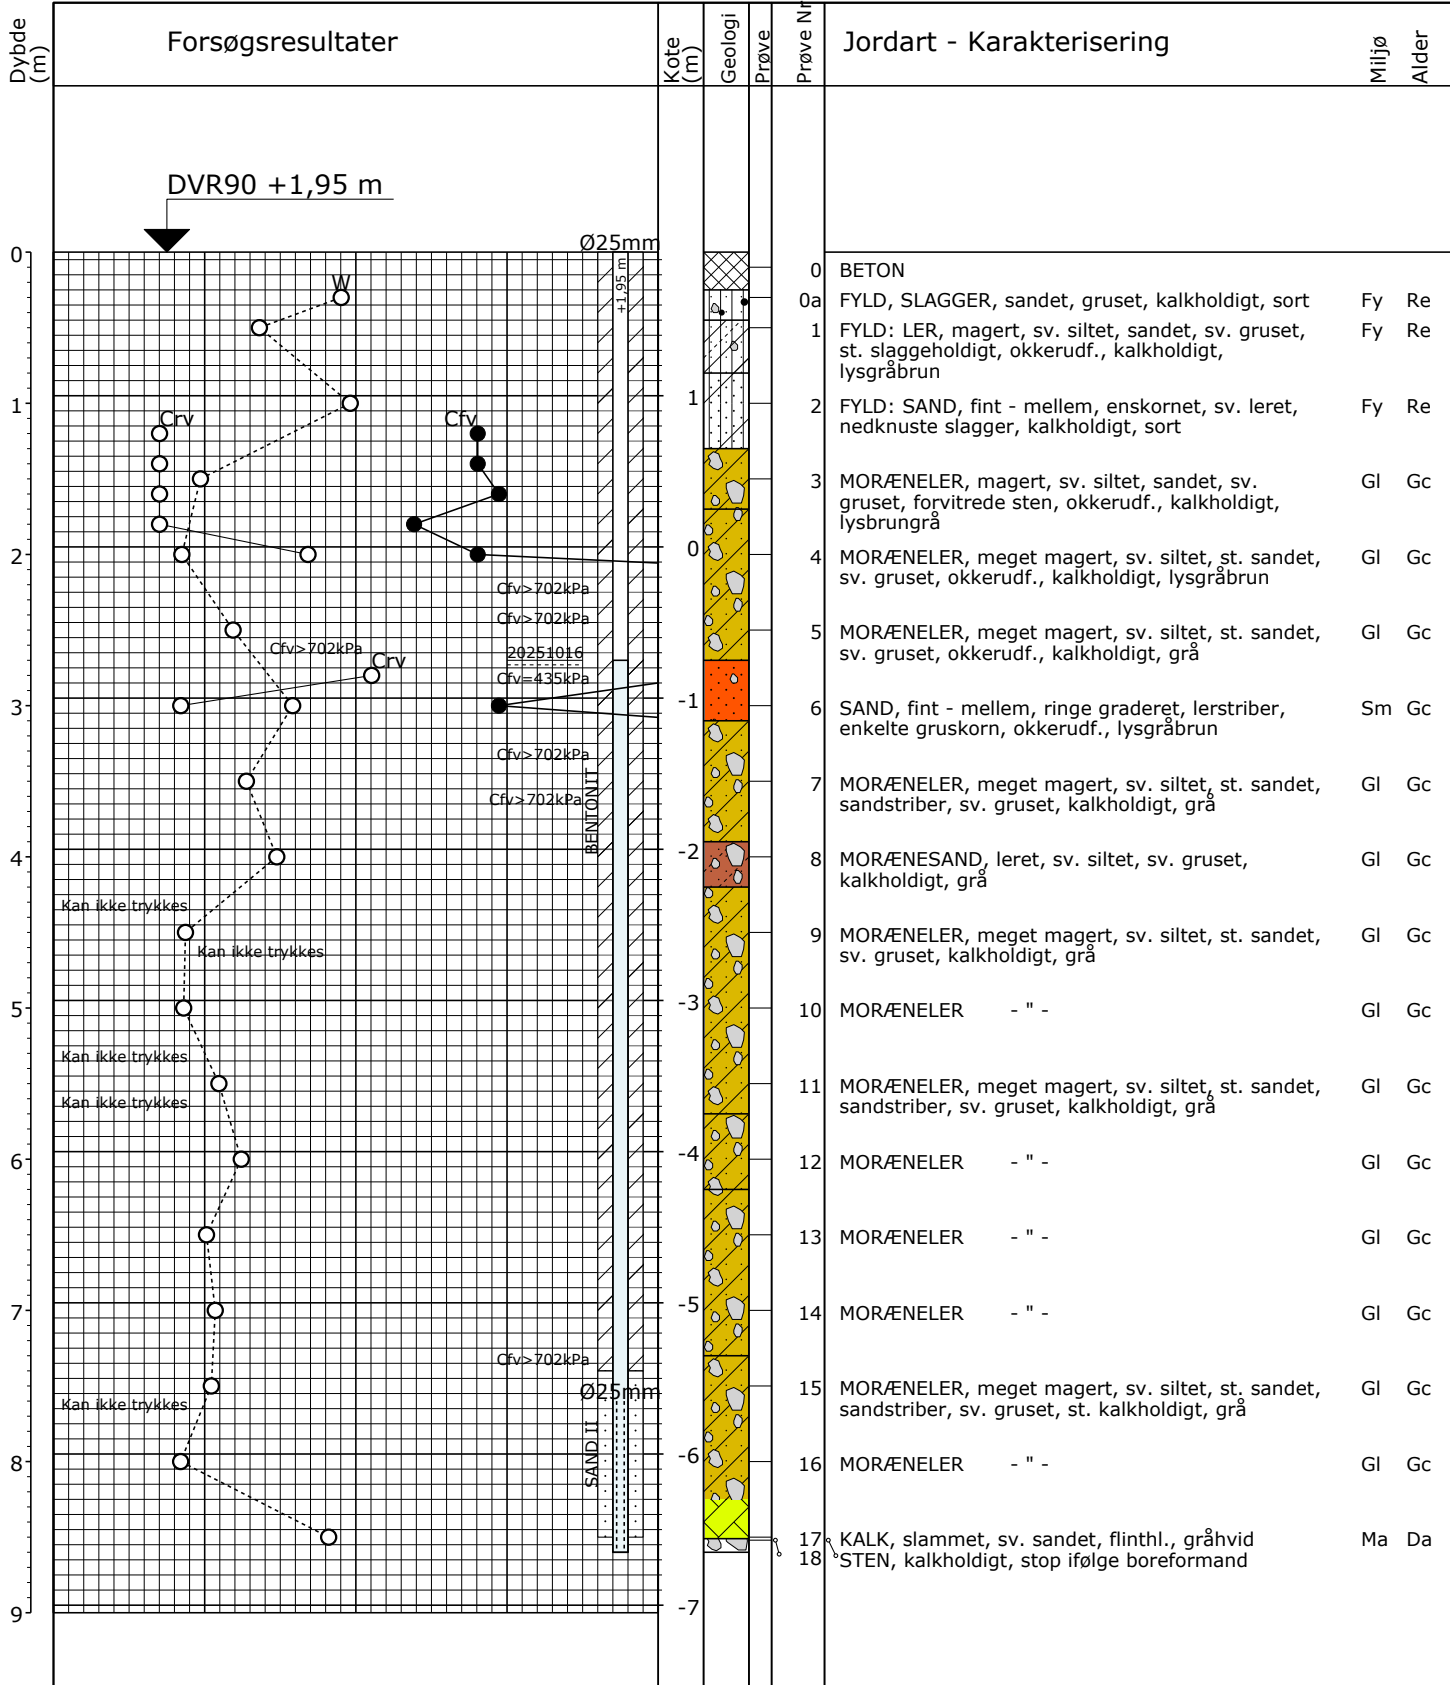 Dybde (m)
Forsøgsresultater
Kote (m)
Geologi
Prøve
Prøve Nr
Jordart - Karakterisering
Miljø
Alder
DVR90 +1,95 m
Ø25mm
+1,95 m
0
W
0 BETON
0a FYLD, SLAGGER, sandet, gruset, kalkholdigt, sort Fy Re
1 FYLD: LER, magert, sv. siltet, sandet, sv. gruset, Fy Re
st. slaggeholdigt, okkerudf., kalkholdigt,
lysgråbrun
1
1
Crv
Cfv
2 FYLD: SAND, fint - mellem, enskornet, sv. leret, Fy Re
nedknuste slagger, kalkholdigt, sort
3 MORÆNELER, magert, sv. siltet, sandet, sv. Gl Gc
gruset, forvitrede sten, okkerudf., kalkholdigt,
lysbrungrå
2
0
4 MORÆNELER, meget magert, sv. siltet, st. sandet, Gl Gc
sv. gruset, okkerudf., kalkholdigt, lysgråbrun
Cfv>702kPa
Cfv>702kPa
5 MORÆNELER, meget magert, sv. siltet, st. sandet, Gl Gc
sv. gruset, okkerudf., kalkholdigt, grå
Cfv>702kPa
20251016
Crv
Cfv=435kPa
3
-1
6 SAND, fint - mellem, ringe graderet, lerstriber, Sm Gc
enkelte gruskorn, okkerudf., lysgråbrun
Cfv>702kPa
7 MORÆNELER, meget magert, sv. siltet, st. sandet, Gl Gc
sandstriber, sv. gruset, kalkholdigt, grå
Cfv>702kPa
BENTONIT
4
-2
8 MORÆNESAND, leret, sv. siltet, sv. gruset, Gl Gc
kalkholdigt, grå
Kan ikke trykkes
9 MORÆNELER, meget magert, sv. siltet, st. sandet, Gl Gc
sv. gruset, kalkholdigt, grå
Kan ikke trykkes
5
-3
10 MORÆNELER - " - Gl Gc
Kan ikke trykkes
11 MORÆNELER, meget magert, sv. siltet, st. sandet, Gl Gc
sandstriber, sv. gruset, kalkholdigt, grå
Kan ikke trykkes
6
-4
12 MORÆNELER - " - Gl Gc
13 MORÆNELER - " - Gl Gc
7
-5
14 MORÆNELER - " - Gl Gc
Cfv>702kPa
Ø25mm
15 MORÆNELER, meget magert, sv. siltet, st. sandet, Gl Gc
sandstriber, sv. gruset, st. kalkholdigt, grå
Kan ikke trykkes
SAND II
8
-6
16 MORÆNELER - " - Gl Gc
17 KALK, slammet, sv. sandet, flinthl., gråhvid Ma Da
18 STEN, kalkholdigt, stop ifølge boreformand
9
-7